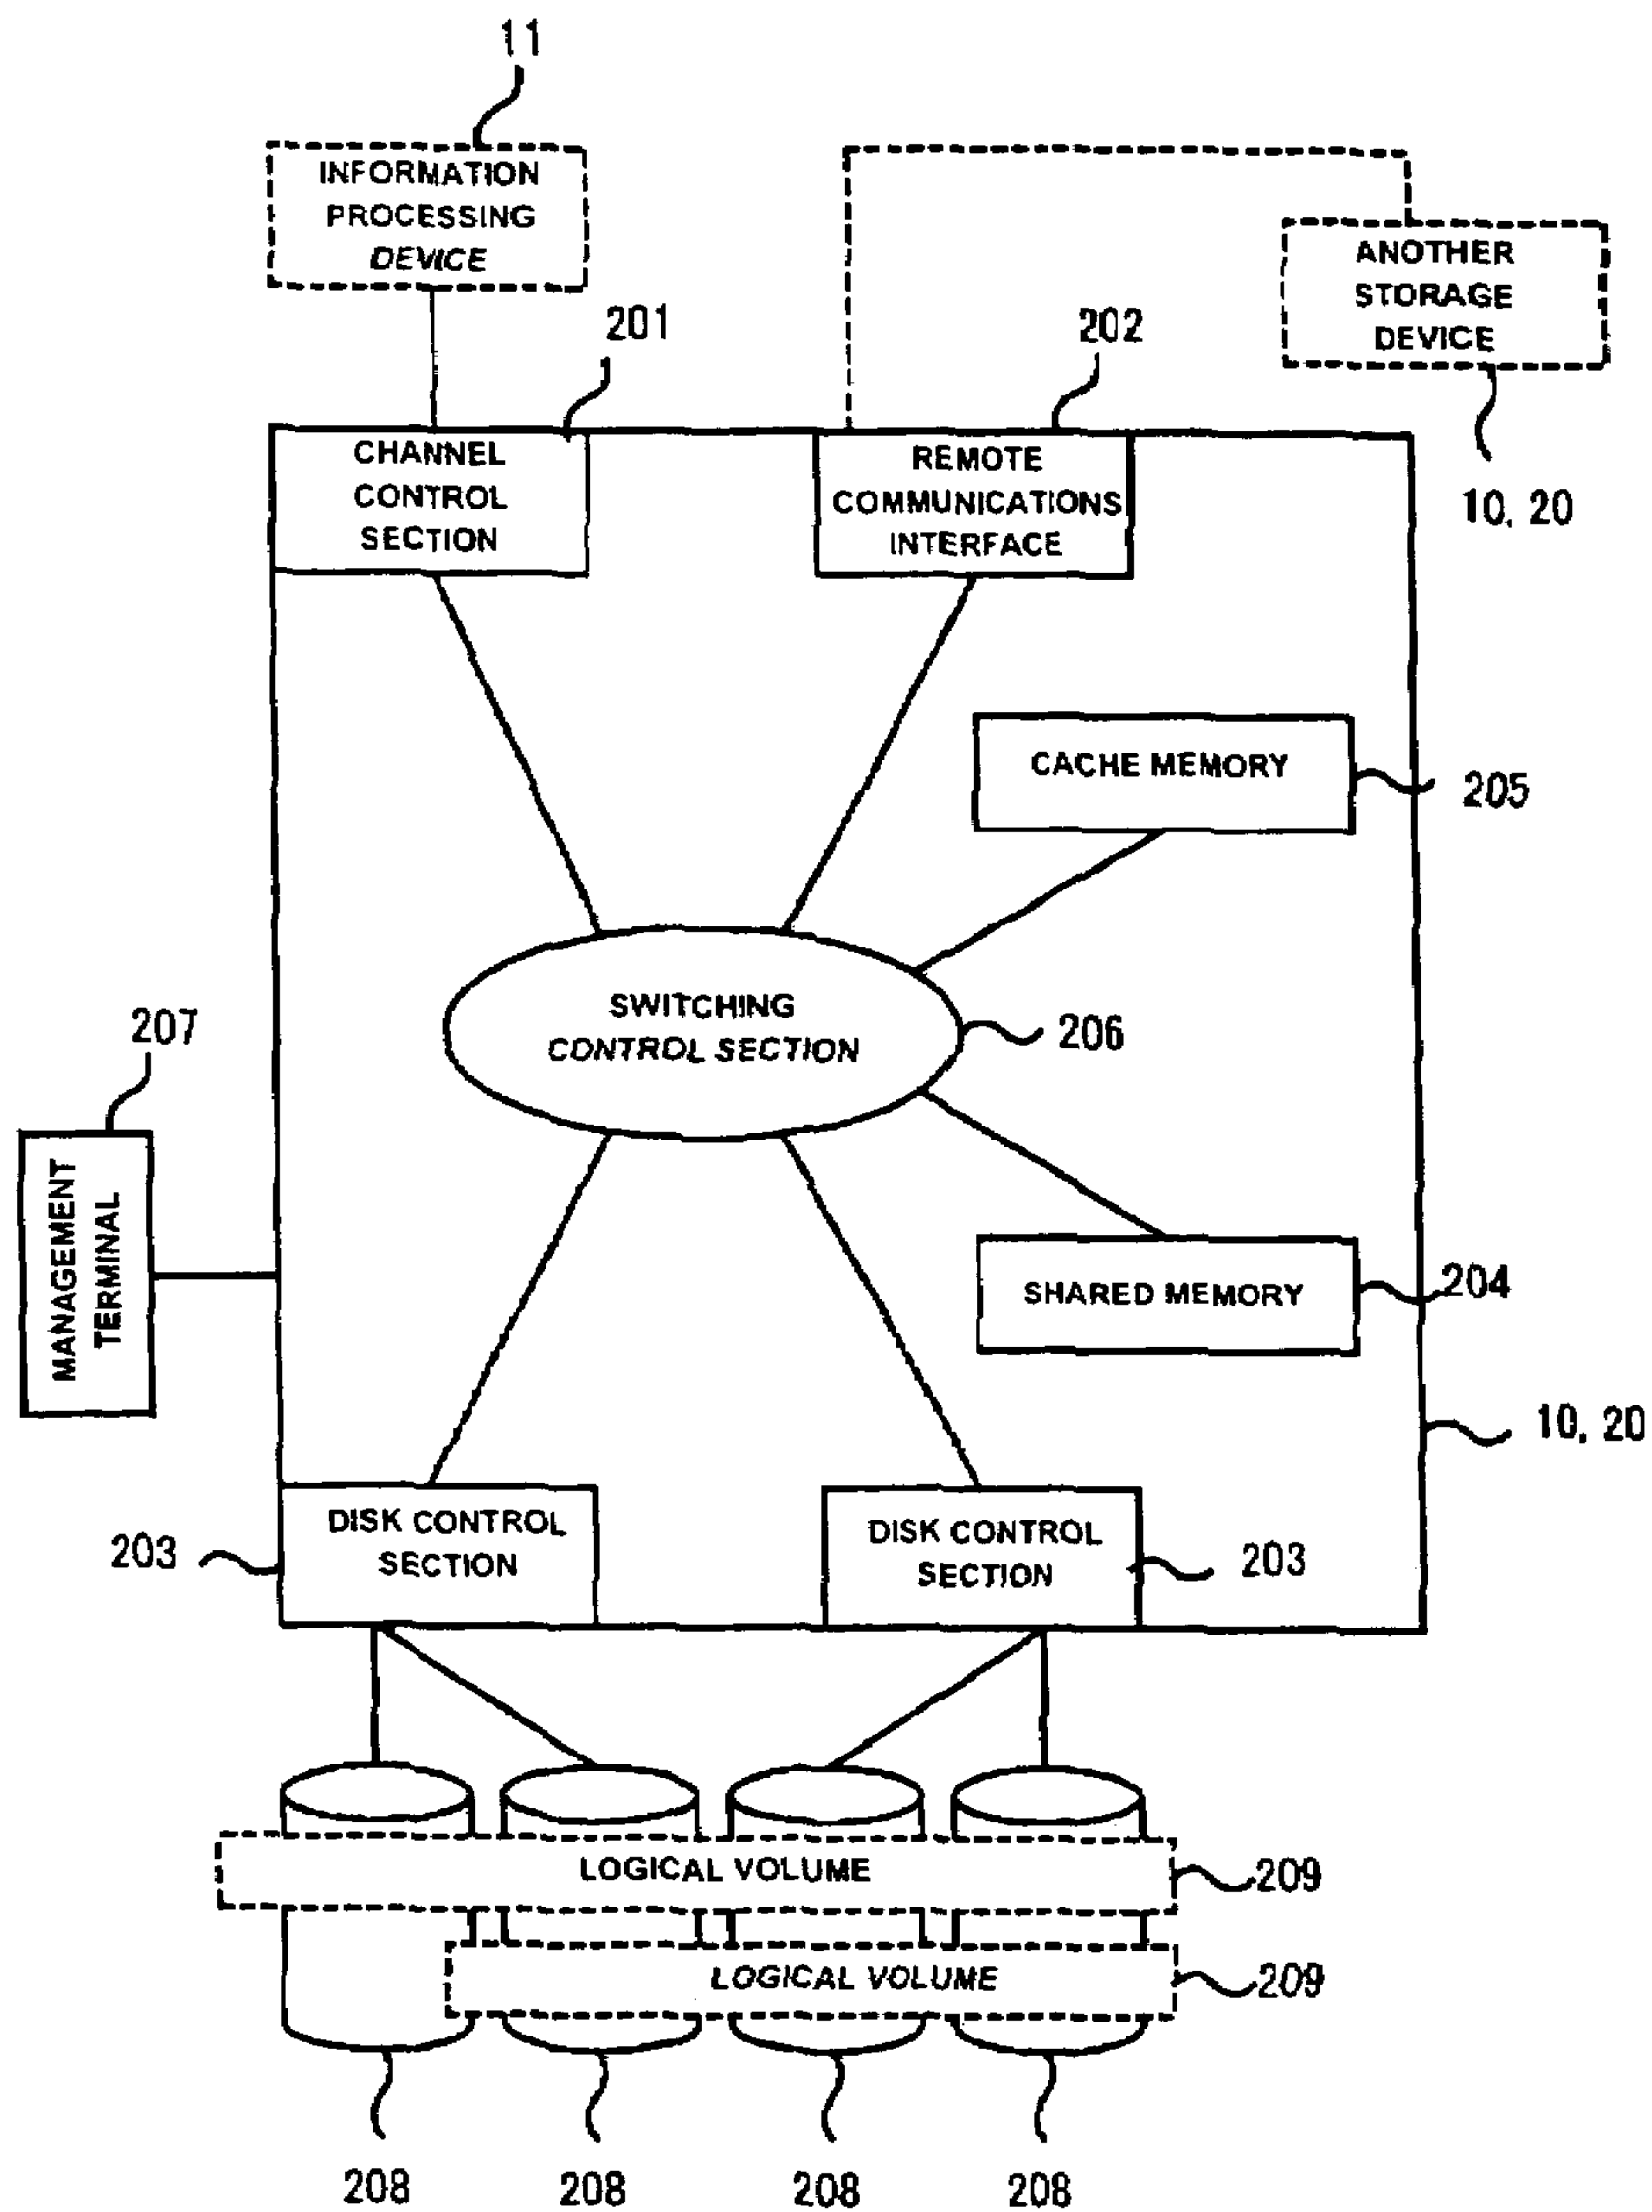 11
INFORMATION
PROCESSING
DEVICE
ANOTHER
STORAGE
DEVICE
10, 20
201
202
CHANNEL
CONTROL
SECTION
REMOTE
COMMUNICATIONS
INTERFACE
CACHE MEMORY
205
SWITCHING
CONTROL SECTION
206
207
MANAGEMENT
TERMINAL
SHARED MEMORY
204
10, 20
203
DISK CONTROL
SECTION
DISK CONTROL
SECTION
203
LOGICAL VOLUME
209
LOGICAL VOLUME
209
208
208
208
208